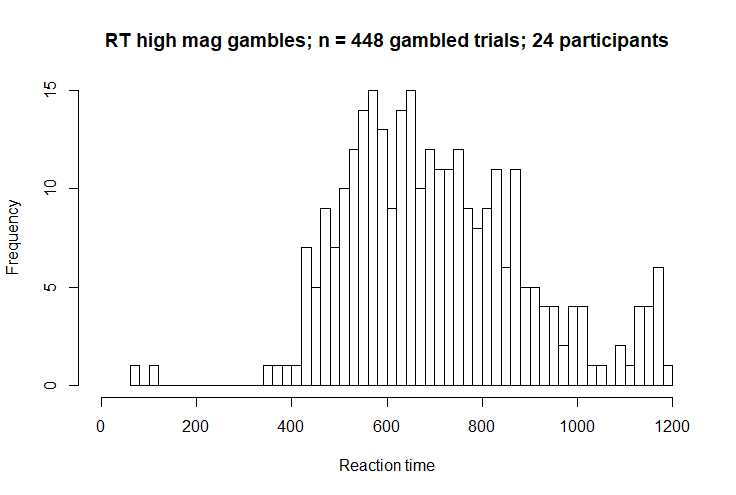 RT high mag gambles; n = 448 gambled trials; 24 participants
15
10
5
0
Frequency
0 200 400 600 800 1000 1200
Reaction time